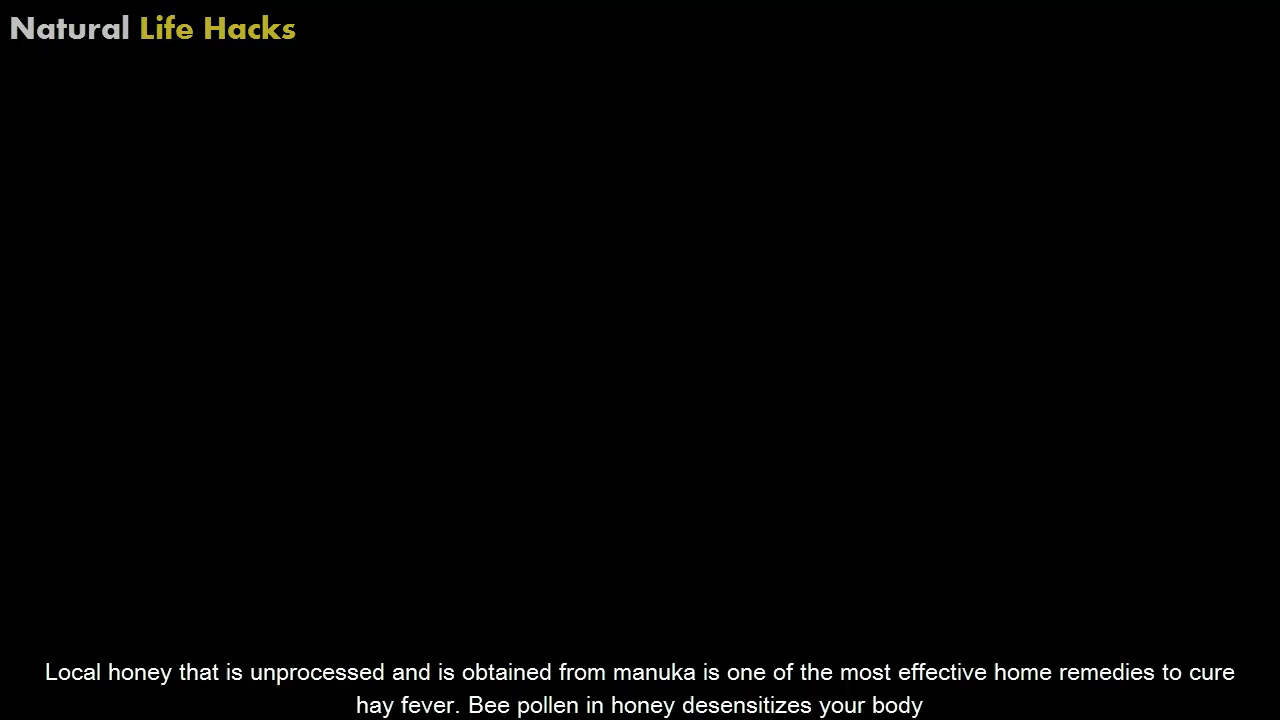 Natural Life Hacks
Local honey that is unprocessed and is obtained from manuka is one of the most effective home remedies to cure
hay fever. Bee pollen in honey desensitizes your body